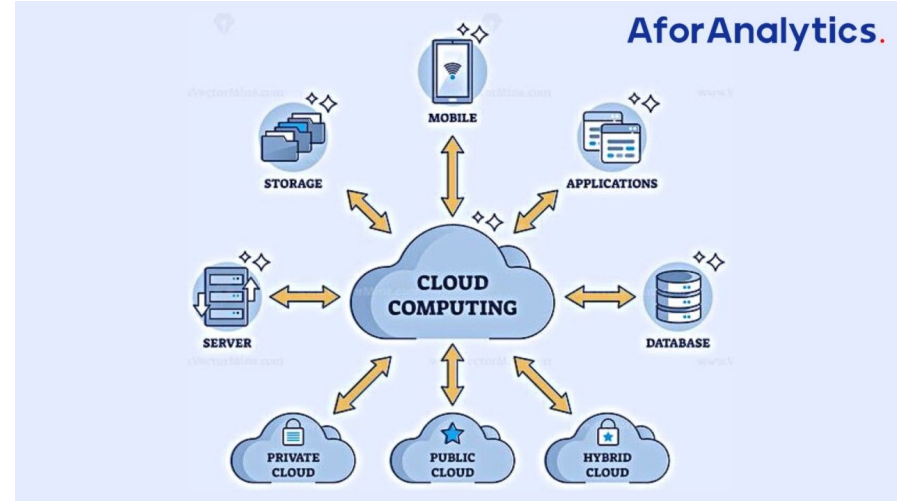 AforAnalytics.
MOBILE
STORAGE
APPLICATIONS
CLOUD
COMPUTING
SERVER
DATABASE
PRIVATE
CLOUD
PUBLIC
CLOUD
HYBRID
CLOUD